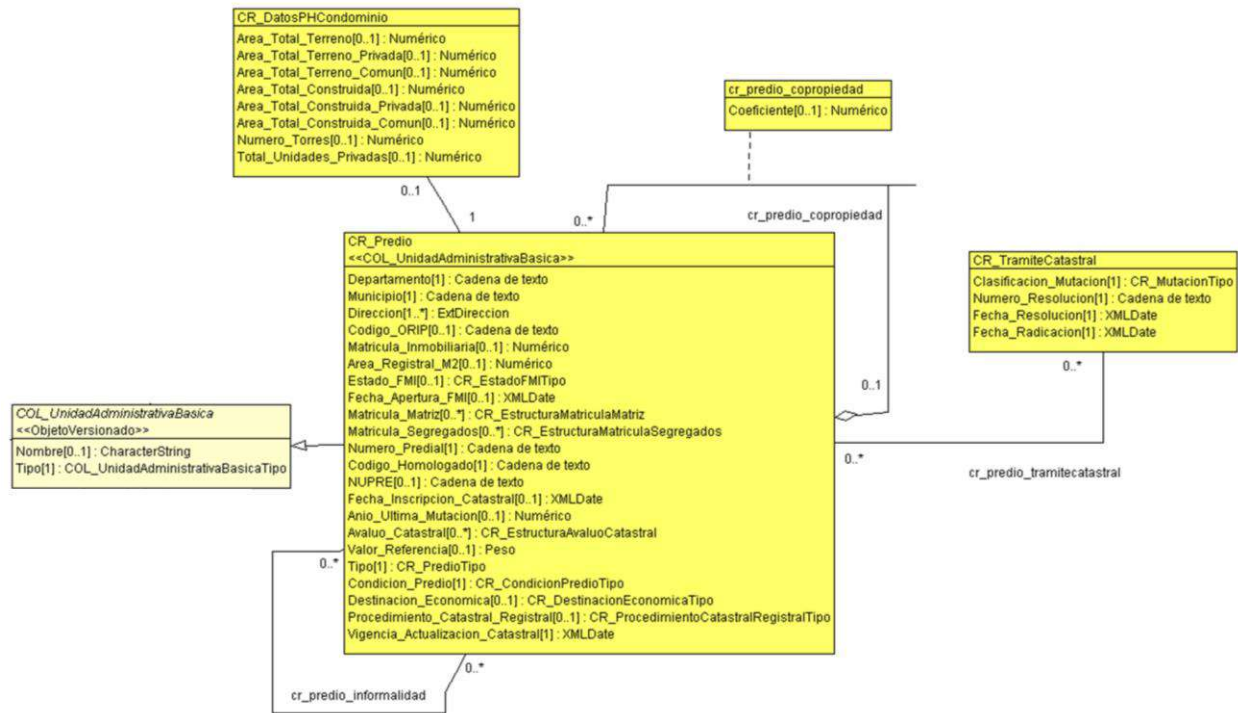 CR_DatosPHCondominio
Area_Total_Terreno[0..1] : Numérico
Area_Total_Terreno_Privada[0..1] : Numérico
Area_Total_Terreno_Comun[0..1] : Numérico
Area_Total_Construida[0..1] : Numérico
Area_Total_Construida_Privada[0..1] : Numérico
Area_Total_Construida_Comun[0..1] : Numérico
Numero_Torres[0..1] : Numérico
Total_Unidades_Privadas[0..1] : Numérico
cr_predio_copropiedad
Coeficiente[0..1] : Numérico
0..1
1
0..*
cr_predio_copropiedad
CR_Predio
<<COL_UnidadAdministrativaBasica>>
Departamento[1] : Cadena de texto
Municipio[1] : Cadena de texto
Direccion[1..*] : ExtDireccion
Codigo_ORIP[0..1] : Cadena de texto
Matricula_Inmobiliaria[0..1] : Numérico
Area_Registral_M2[0..1] : Numérico
Estado_FMI[0..1] : CR_EstadoFMITipo
Fecha_Apertura_FMI[0..1] : XMLDate
Matricula_Matriz[0..*] : CR_EstructuraMatriculaMatriz
Matricula_Segregados[0..*] : CR_EstructuraMatriculaSegregados
Numero_Predial[1] : Cadena de texto
Codigo_Homologado[1] : Cadena de texto
NUPRE[0..1] : Cadena de texto
Fecha_Inscripcion_Catastral[0..1] : XMLDate
Anio_Ultima_Mutacion[0..1] : Numérico
Avaluo_Catastral[0..*] : CR_EstructuraAvaluoCatastral
Valor_Referencia[0..1] : Peso
Tipo[1] : CR_PredioTipo
Condicion_Predio[1] : CR_CondicionPredioTipo
Destinacion_Economica[0..1] : CR_DestinacionEconomicaTipo
Procedimiento_Catastral_Registral[0..1] : CR_ProcedimientoCatastralRegistralTipo
Vigencia_Actualizacion_Catastral[1] : XMLDate
CR_TramiteCatastral
Clasificacion_Mutacion[1] : CR_MutacionTipo
Numero_Resolucion[1] : Cadena de texto
Fecha_Resolucion[1] : XMLDate
Fecha_Radicacion[1] : XMLDate
0..*
0..1
0..*
cr_predio_tramitecatastral
COL_UnidadAdministrativaBasica
<<ObjetoVersionado>>
Nombre[0..1] : CharacterString
Tipo[1] : COL_UnidadAdministrativaBasicaTipo
0..*
0..*
cr_predio_informalidad